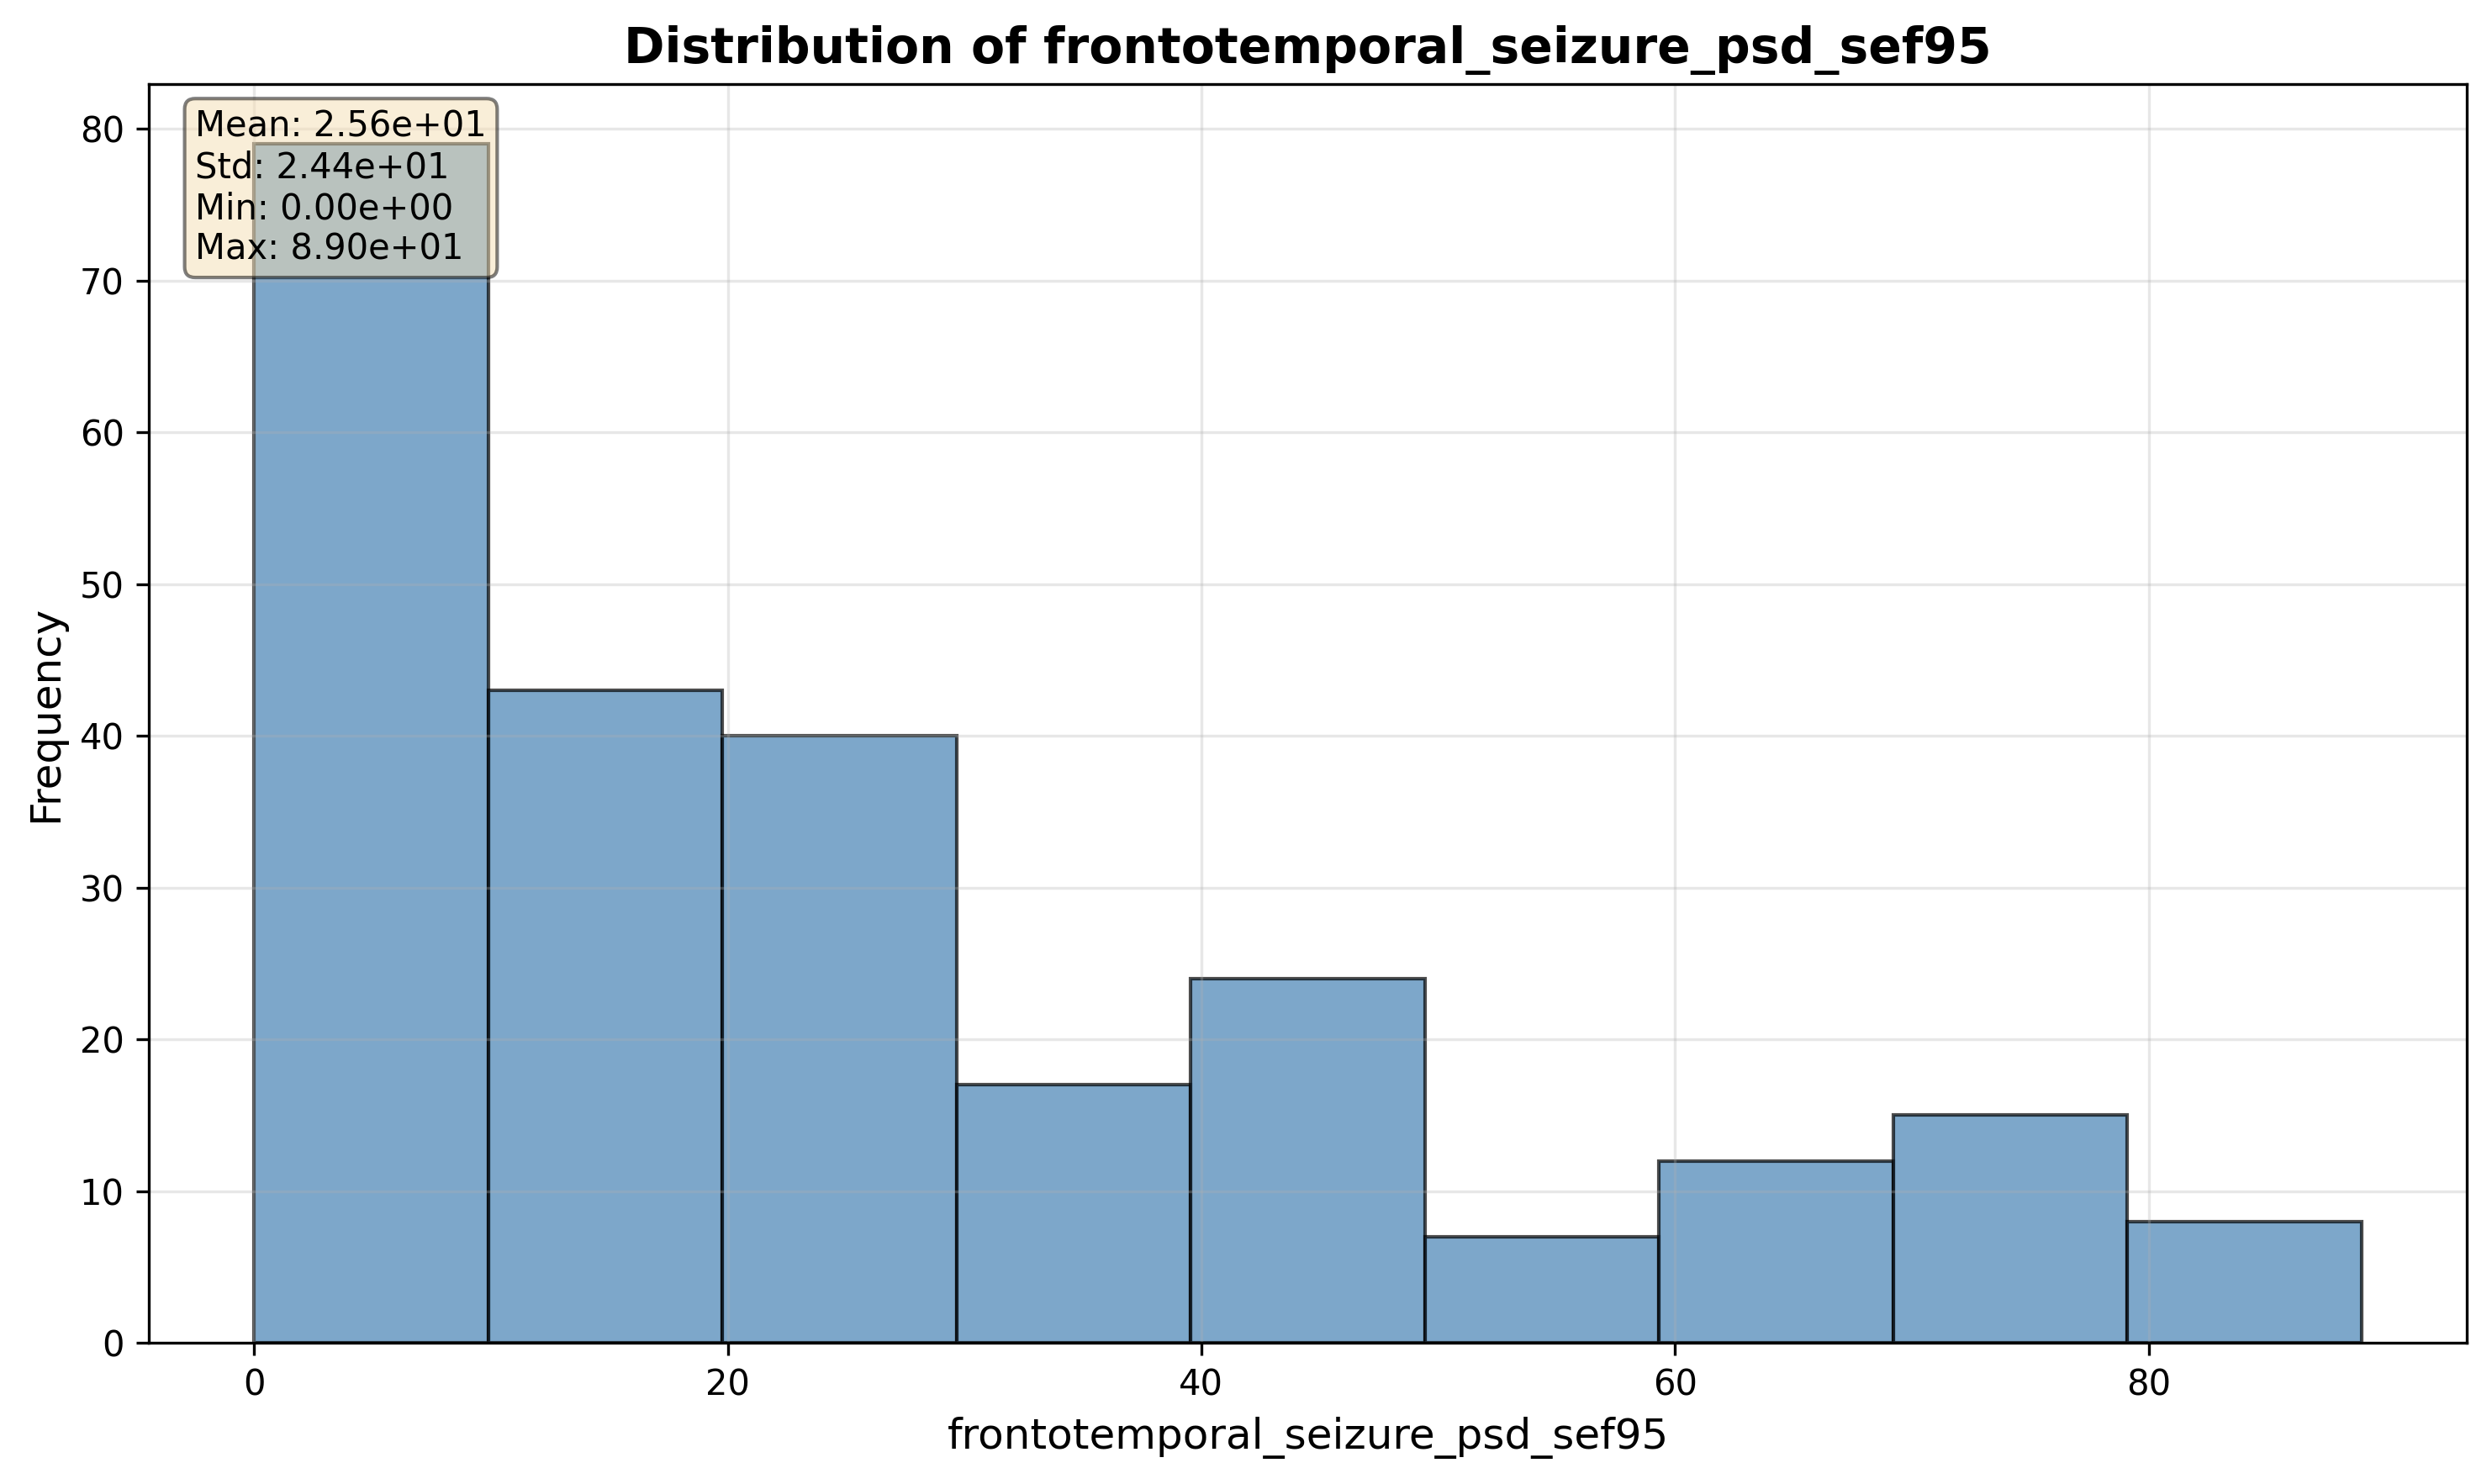 Distribution of frontotemporal_seizure_psd_sef95
Mean: 2.56e+01
Std: 2.44e+01
Min: 0.00e+00
Max: 8.90e+01
80
70
60
50
40
30
20
10
0
Frequency
0 20 40 60 80
frontotemporal_seizure_psd_sef95